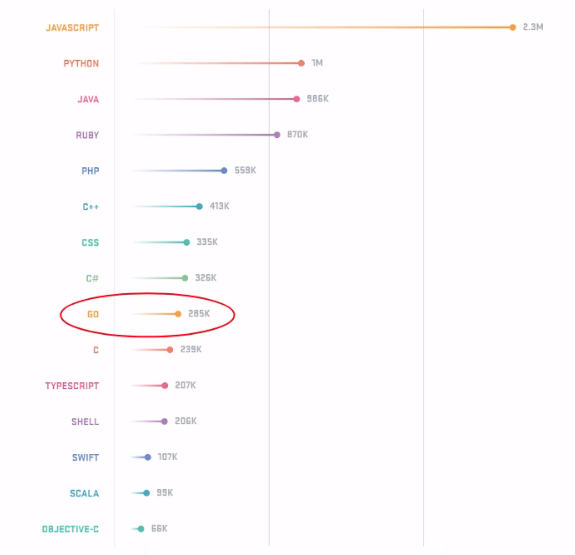 JAVASCRIPT 2.3M
PYTHON 1M
JAVA 986K
RUBY 870K
PHP 559K
C++ 413K
CSS 335K
C# 326K
GO 285K
C 239K
TYPESCRIPT 207K
SHELL 206K
SWIFT 107K
SCALA 99K
OBJECTIVE-C 66K